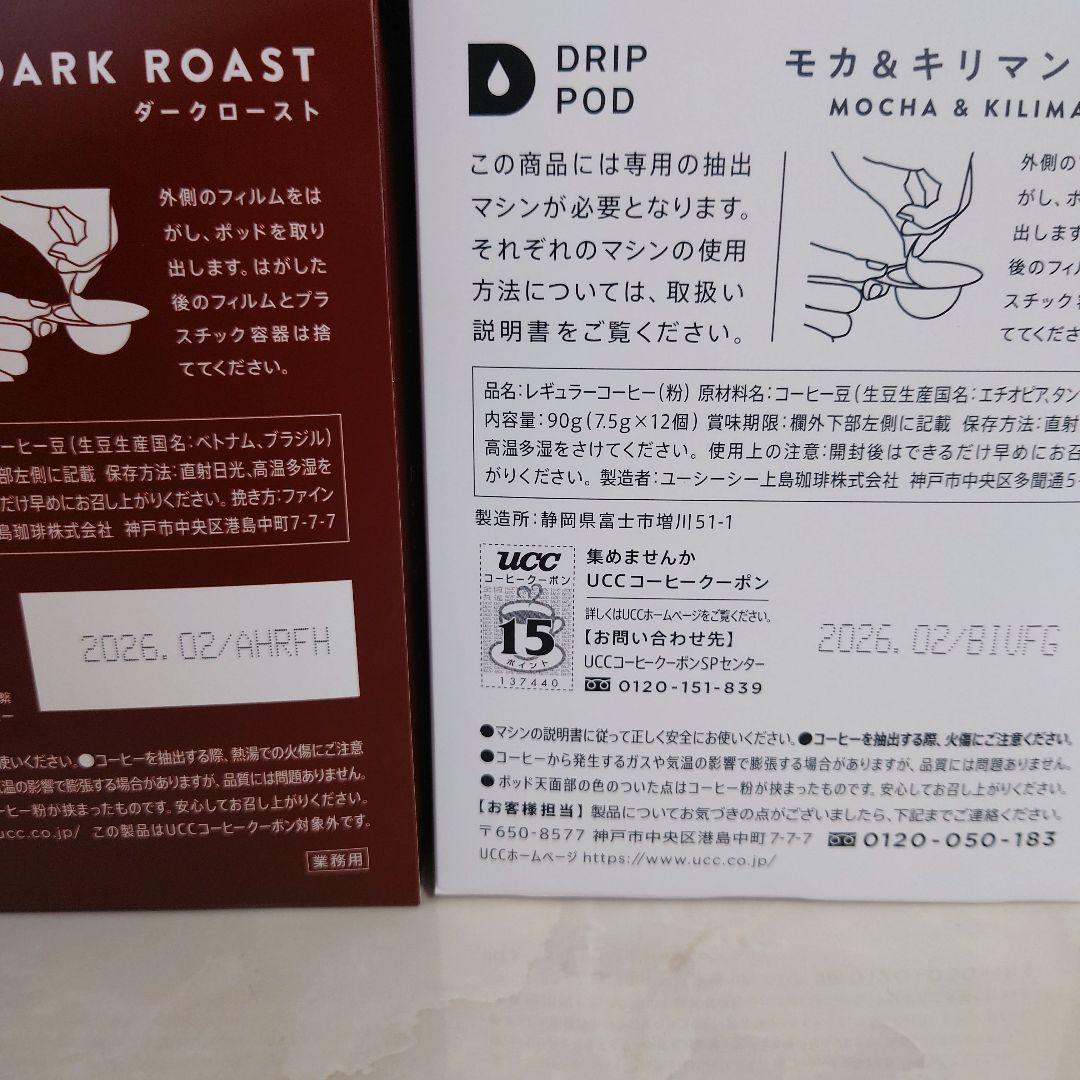 DARK ROAST
ダークロースト
外側のフィルムをは
がし、ポッドを取り
出します。はがした
後のフィルムとプラ
スチック容器は捨
ててください。
ーヒー豆(生豆生産国名:ベトナム、ブラジル)
部左側に記載 保存方法:直射日光、高温多湿を
だけ早めにお召し上がりください。挽き方:ファイン
島珈琲株式会社 神戸市中央区港島中町7-7-7
2026.02/AHRFH
使いください。●コーヒーを抽出する際、熱湯での火傷にご注意
気温の影響で膨張する場合がありますが、品質には問題ありません。
ーヒー粉が挟まったものです。安心してお召し上がりください。
ucc.co.jp/ この製品はUCCコーヒークーポン対象外です。
業務用
DRIP
POD
モカ&キリマン
MOCHA & KILIMA
この商品には専用の抽出
マシンが必要となります。
それぞれのマシンの使用
方法については、取扱い
説明書をご覧ください。
外側の
がし、ポ
出します
後のフィ
スチック
ててくださ
品名:レギュラーコーヒー(粉) 原材料名:コーヒー豆(生豆生産国名:エチオピア、タン
内容量:90g(7.5g×12個) 賞味期限:欄外下部左側に記載 保存方法:直射
高温多湿をさけてください。使用上の注意:開封後はできるだけ早めにお召
がりください。製造者:ユーシーシー上島珈琲株式会社 神戸市中央区多聞通5-
製造所:静岡県富士市増川51-1
ucc
コーヒークーポン
15
ポイント
137440
集めませんか
UCCコーヒークーポン
詳しくはUCCホームページをご覧ください。
【お問い合わせ先】
UCCコーヒークーポンSPセンター
0120-151-839
2026.02/BIUFG
●マシンの説明書に従って正しく安全にお使いください。●コーヒーを抽出する際、火傷にご注意ください。
●コーヒーから発生するガスや気温の影響で膨張する場合がありますが、品質には問題ありません。
●ポッド天面部の色のついた点はコーヒー粉が挟まったものです。安心してお召し上がりください。
【お客様担当】製品についてお気づきの点がございましたら、下記までご連絡ください。
〒650-8577 神戸市中央区港島中町7-7-7 0120-050-183
UCCホームページ https://www.ucc.co.jp/